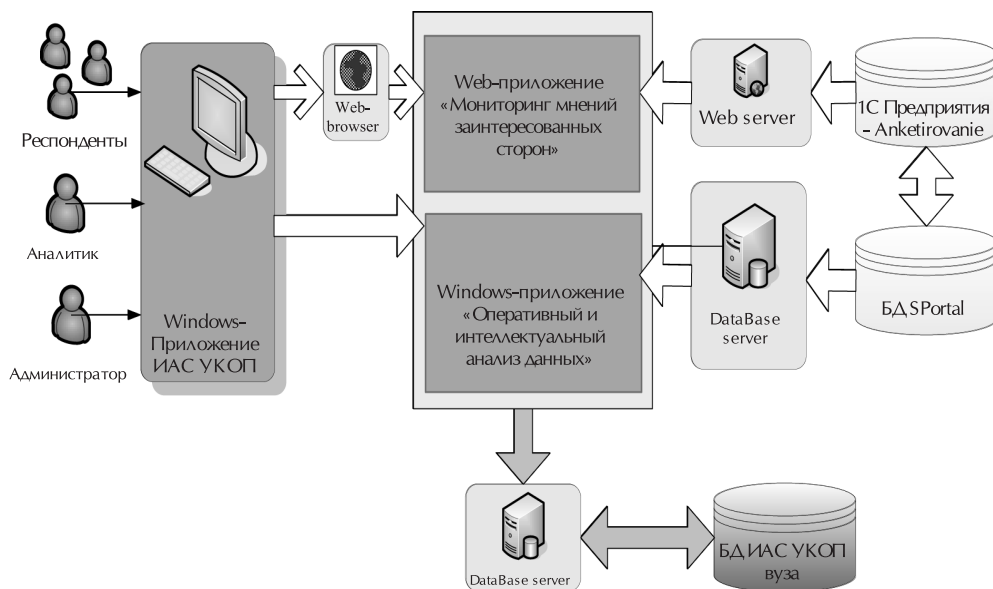 Респонденты
Аналитик
Администратор
Windows–
Приложение
ИАС УКОП
Web–
browser
Web–приложение
«Мониторинг мнений
заинтересованных
сторон»
Windows–приложение
«Оперативный и
интеллектуальный
анализ данных»
Web server
1С Предприятия
– Anketirovanie
DataBase
server
БД SPortal
DataBase server
БД ИАС УКОП
вуза